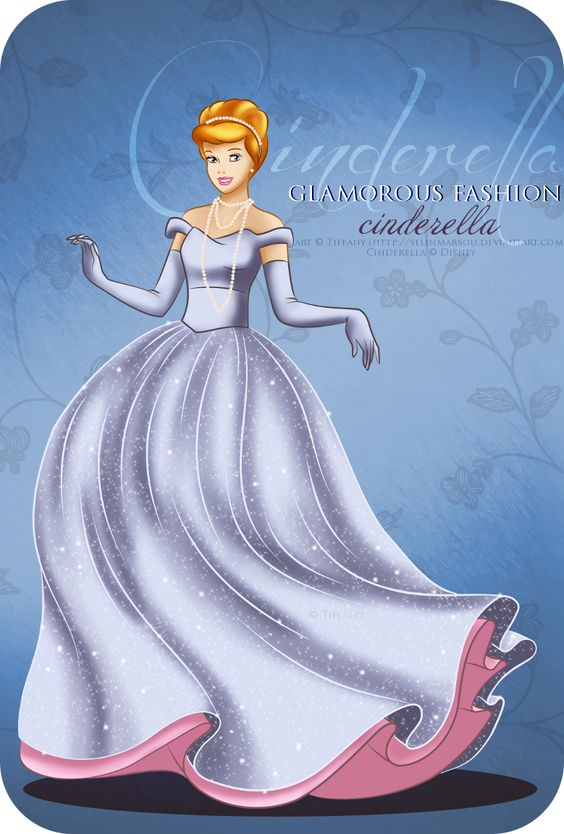 Cinderella
GLAMOROUS FASHION
cinderella
ART © TIFFANY (HTTP://SELINMARSOU.DEVIANTART.COM
CINDERELLA © DISNEY
© TIFFANY